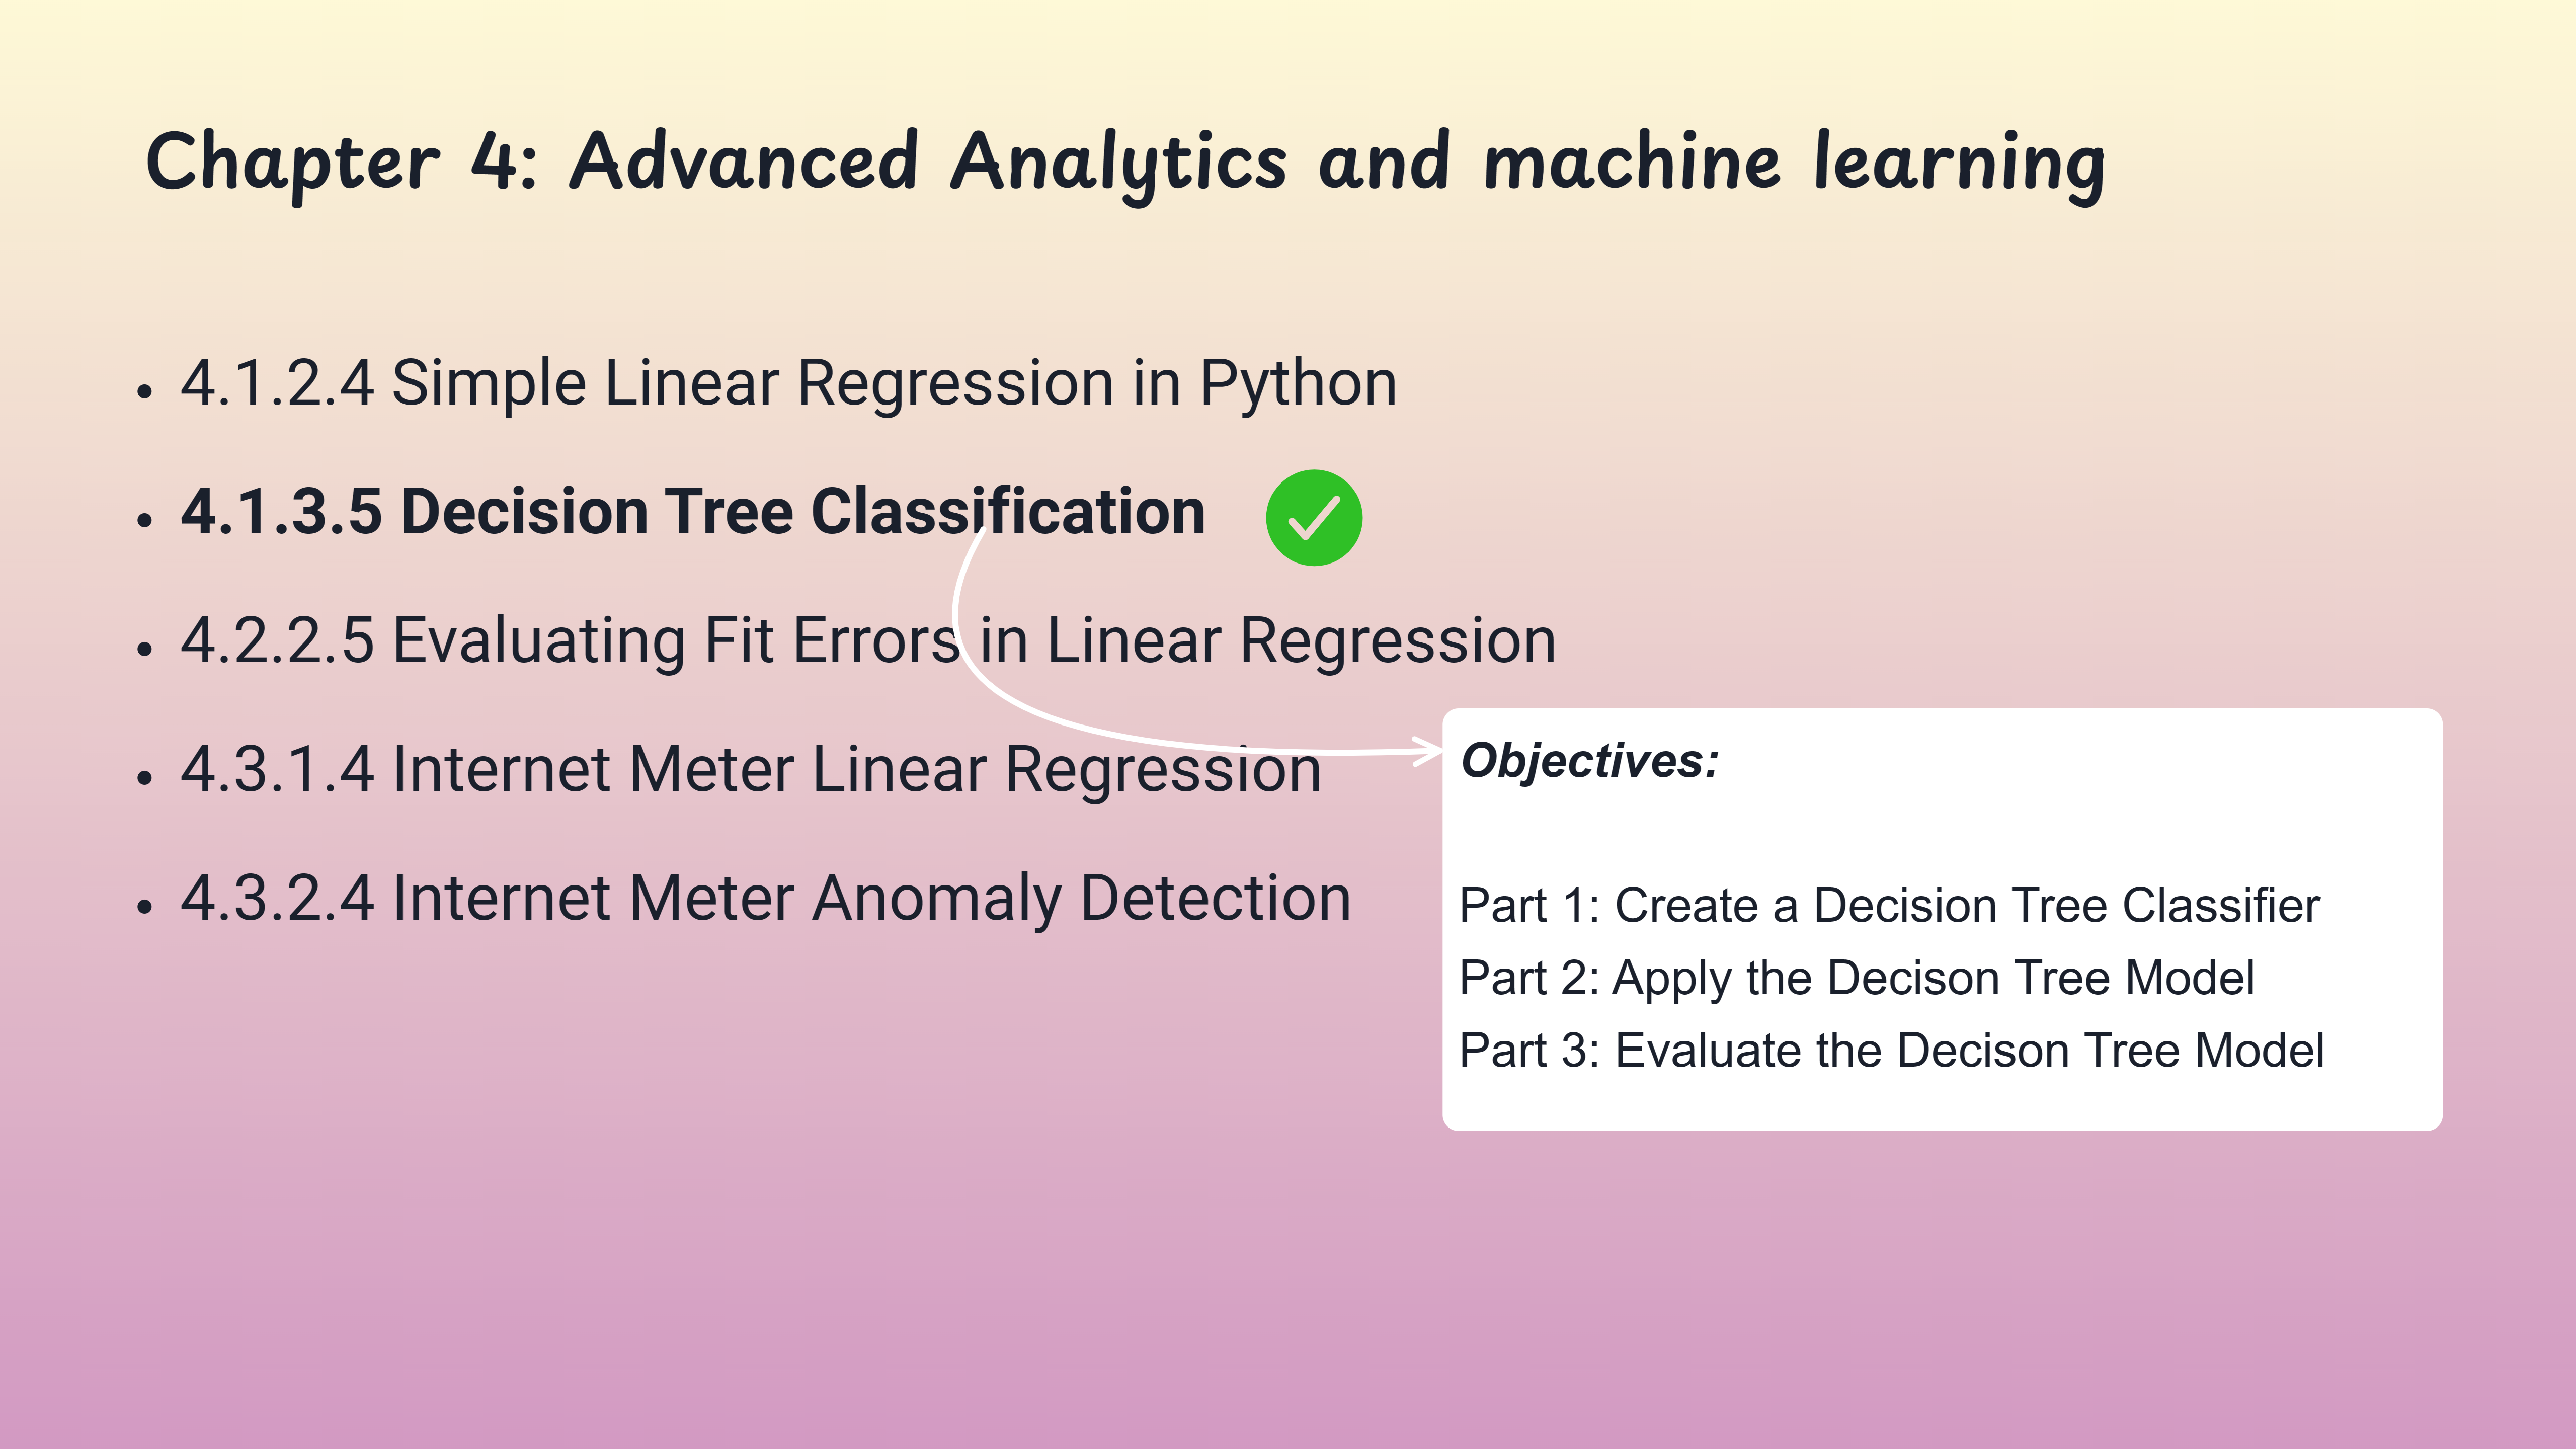 Chapter 4: Advanced Analytics and machine learning
• 4.1.2.4 Simple Linear Regression in Python
• 4.1.3.5 Decision Tree Classification
• 4.2.2.5 Evaluating Fit Errors in Linear Regression
• 4.3.1.4 Internet Meter Linear Regression
• 4.3.2.4 Internet Meter Anomaly Detection
Objectives:
Part 1: Create a Decision Tree Classifier
Part 2: Apply the Decison Tree Model
Part 3: Evaluate the Decison Tree Model